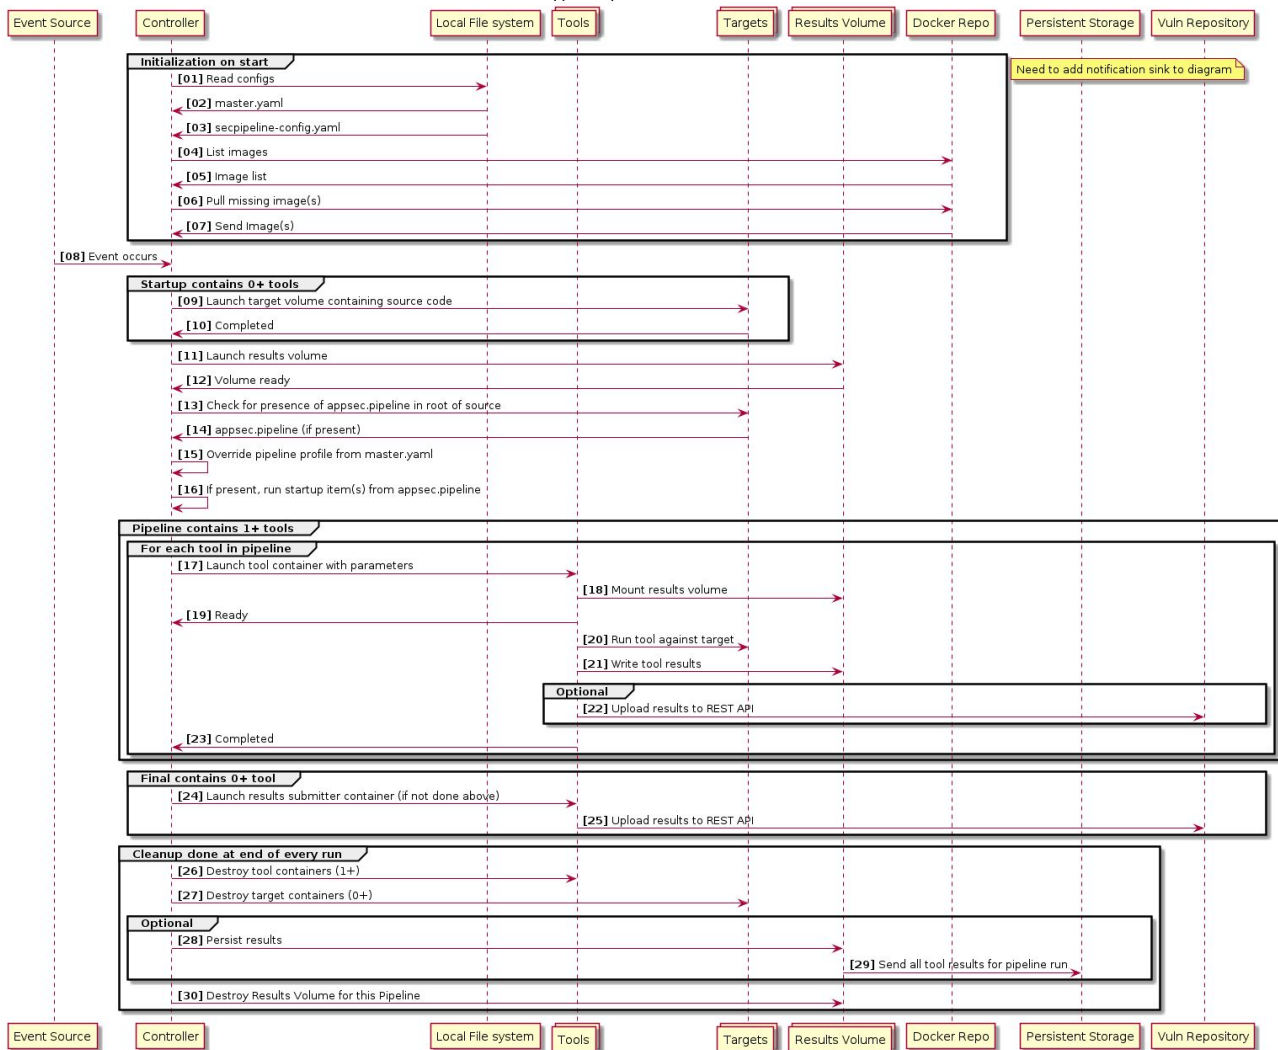 Event Source
Controller
Local File system
Tools
Targets
Results Volume
Docker Repo
Persistent Storage
Vuln Repository
Initialization on start
Need to add notification sink to diagram
[01] Read configs
[02] master.yaml
[03] secpipeline-config.yaml
[04] List images
[05] Image list
[06] Pull missing image(s)
[07] Send Image(s)
[08] Event occurs
Startup contains 0+ tools
[09] Launch target volume containing source code
[10] Completed
[11] Launch results volume
[12] Volume ready
[13] Check for presence of appsec.pipeline in root of source
[14] appsec.pipeline (if present)
[15] Override pipeline profile from master.yaml
[16] If present, run startup item(s) from appsec.pipeline
Pipeline contains 1+ tools
For each tool in pipeline
[17] Launch tool container with parameters
[18] Mount results volume
[19] Ready
[20] Run tool against target
[21] Write tool results
Optional
[22] Upload results to REST API
[23] Completed
Final contains 0+ tool
[24] Launch results submitter container (if not done above)
[25] Upload results to REST API
Cleanup done at end of every run
[26] Destroy tool containers (1+)
[27] Destroy target containers (0+)
Optional
[28] Persist results
[29] Send all tool results for pipeline run
[30] Destroy Results Volume for this Pipeline
Event Source
Controller
Local File system
Tools
Targets
Results Volume
Docker Repo
Persistent Storage
Vuln Repository